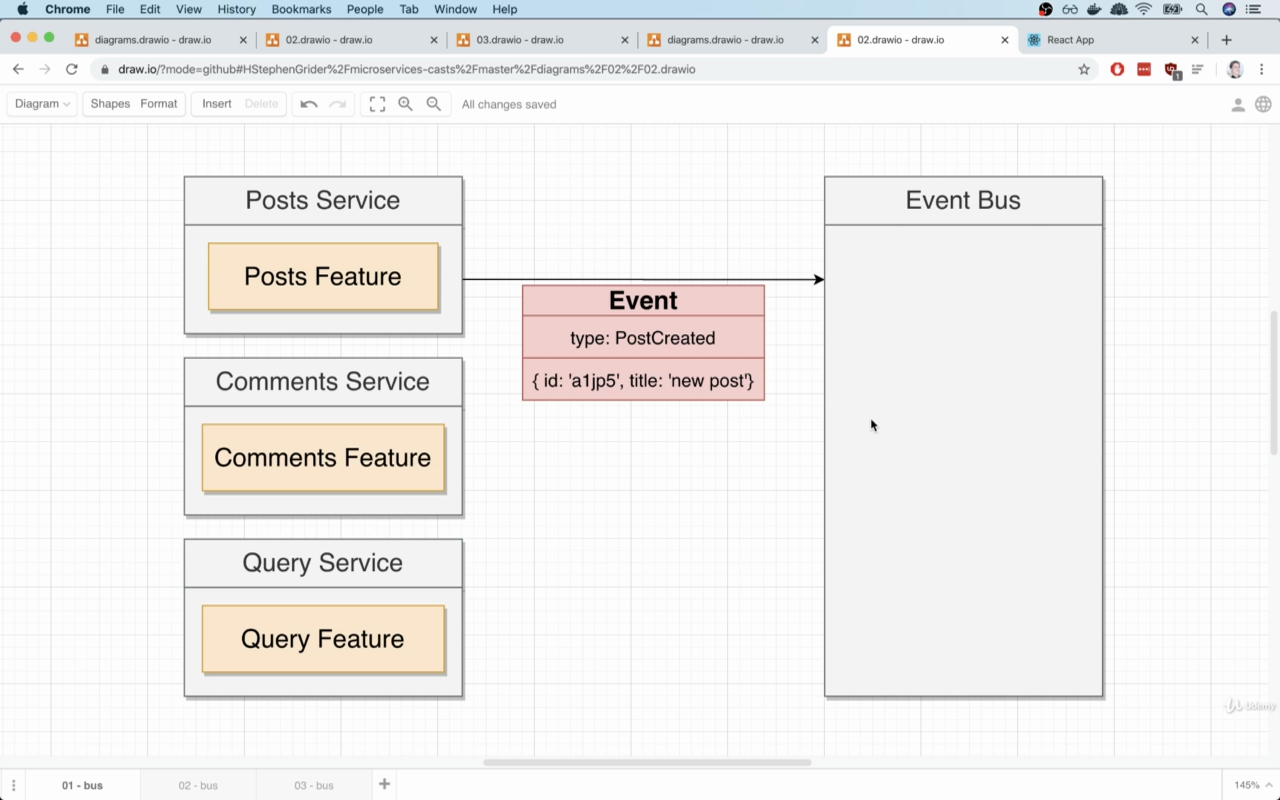 Chrome File Edit View History Bookmarks People Tab Window Help
diagrams.drawio - draw.io 02.drawio - draw.io 03.drawio - draw.io diagrams.drawio - draw.io 02.drawio - draw.io React App
draw.io/?mode=github#HStephenGrider%2Fmicroservices-casts%2Fmaster%2Fdiagrams%2F02%2F02.drawio
Diagram Shapes Format Insert Delete All changes saved
Posts Service
Posts Feature
Comments Service
Comments Feature
Query Service
Query Feature
Event
type: PostCreated
{ id: 'a1jp5', title: 'new post'}
Event Bus
Udemy
01 - bus 02 - bus 03 - bus 145%